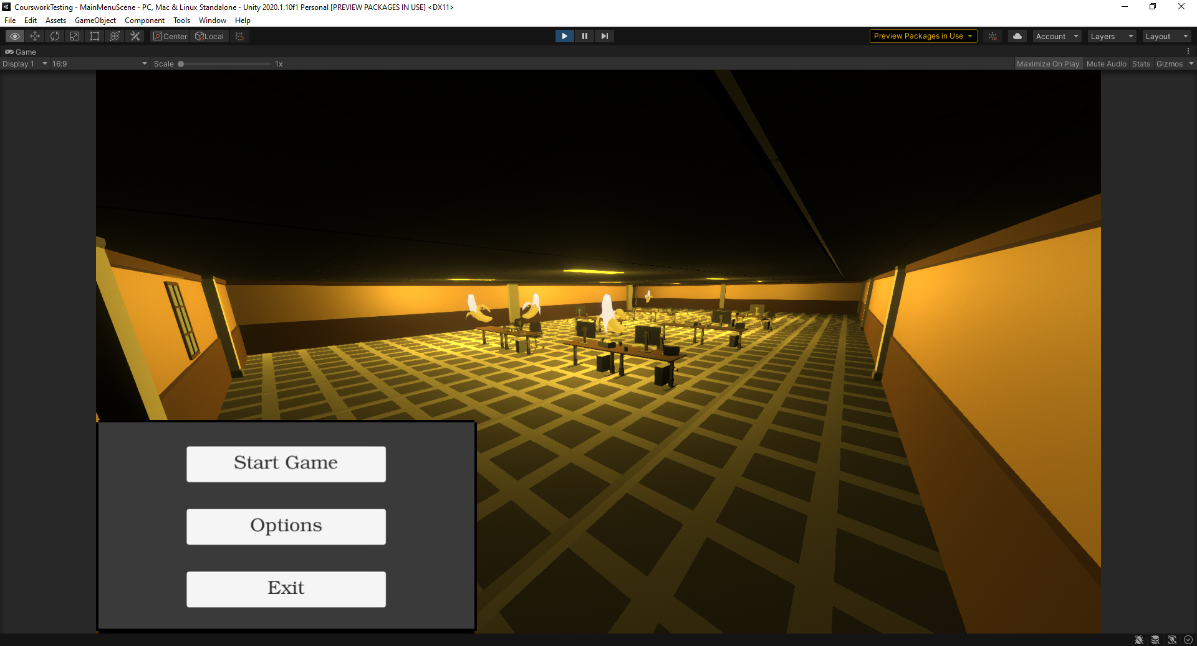 CoursworkTesting - MainMenuScene - PC, Mac & Linux Standalone - Unity 2020.1.10f1 Personal [PREVIEW PACKAGES IN USE] <DX11>
File Edit Assets GameObject Component Tools Window Help
Center Local Preview Packages in Use Account Layers Layout
Game
Display 1 16:9 Scale 1x Maximize On Play Mute Audio Stats Gizmos
Start Game
Options
Exit